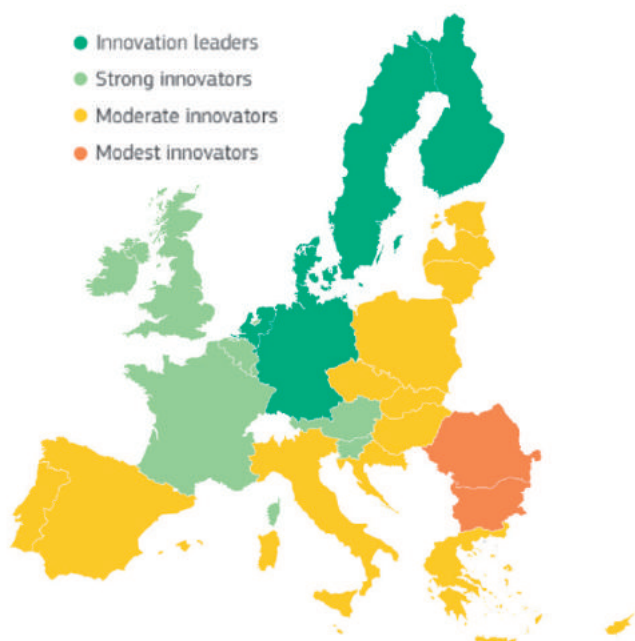 Innovation leaders
Strong innovators
Moderate innovators
Modest innovators